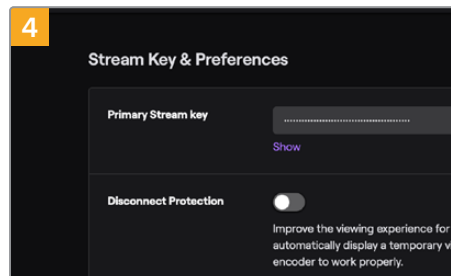 4
Stream Key & Preferences
Primary Stream key
Show
Disconnect Protection
Improve the viewing experience for
automatically display a temporary
encoder to work properly.